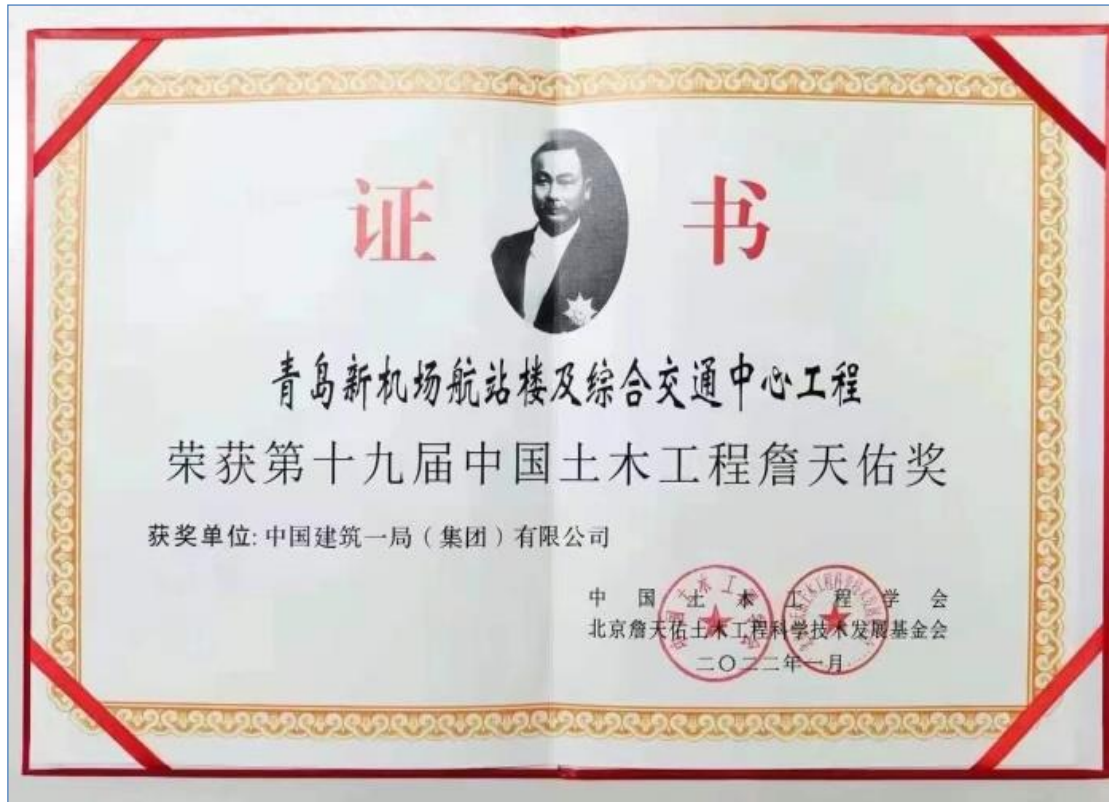 证 书
青岛新机场航站楼及综合交通中心工程
荣获第十九届中国土木工程詹天佑奖
获奖单位:中国建筑一局（集团）有限公司
中国土木工程学会
北京詹天佑土木工程科学技术发展基金会
二〇二二年一月